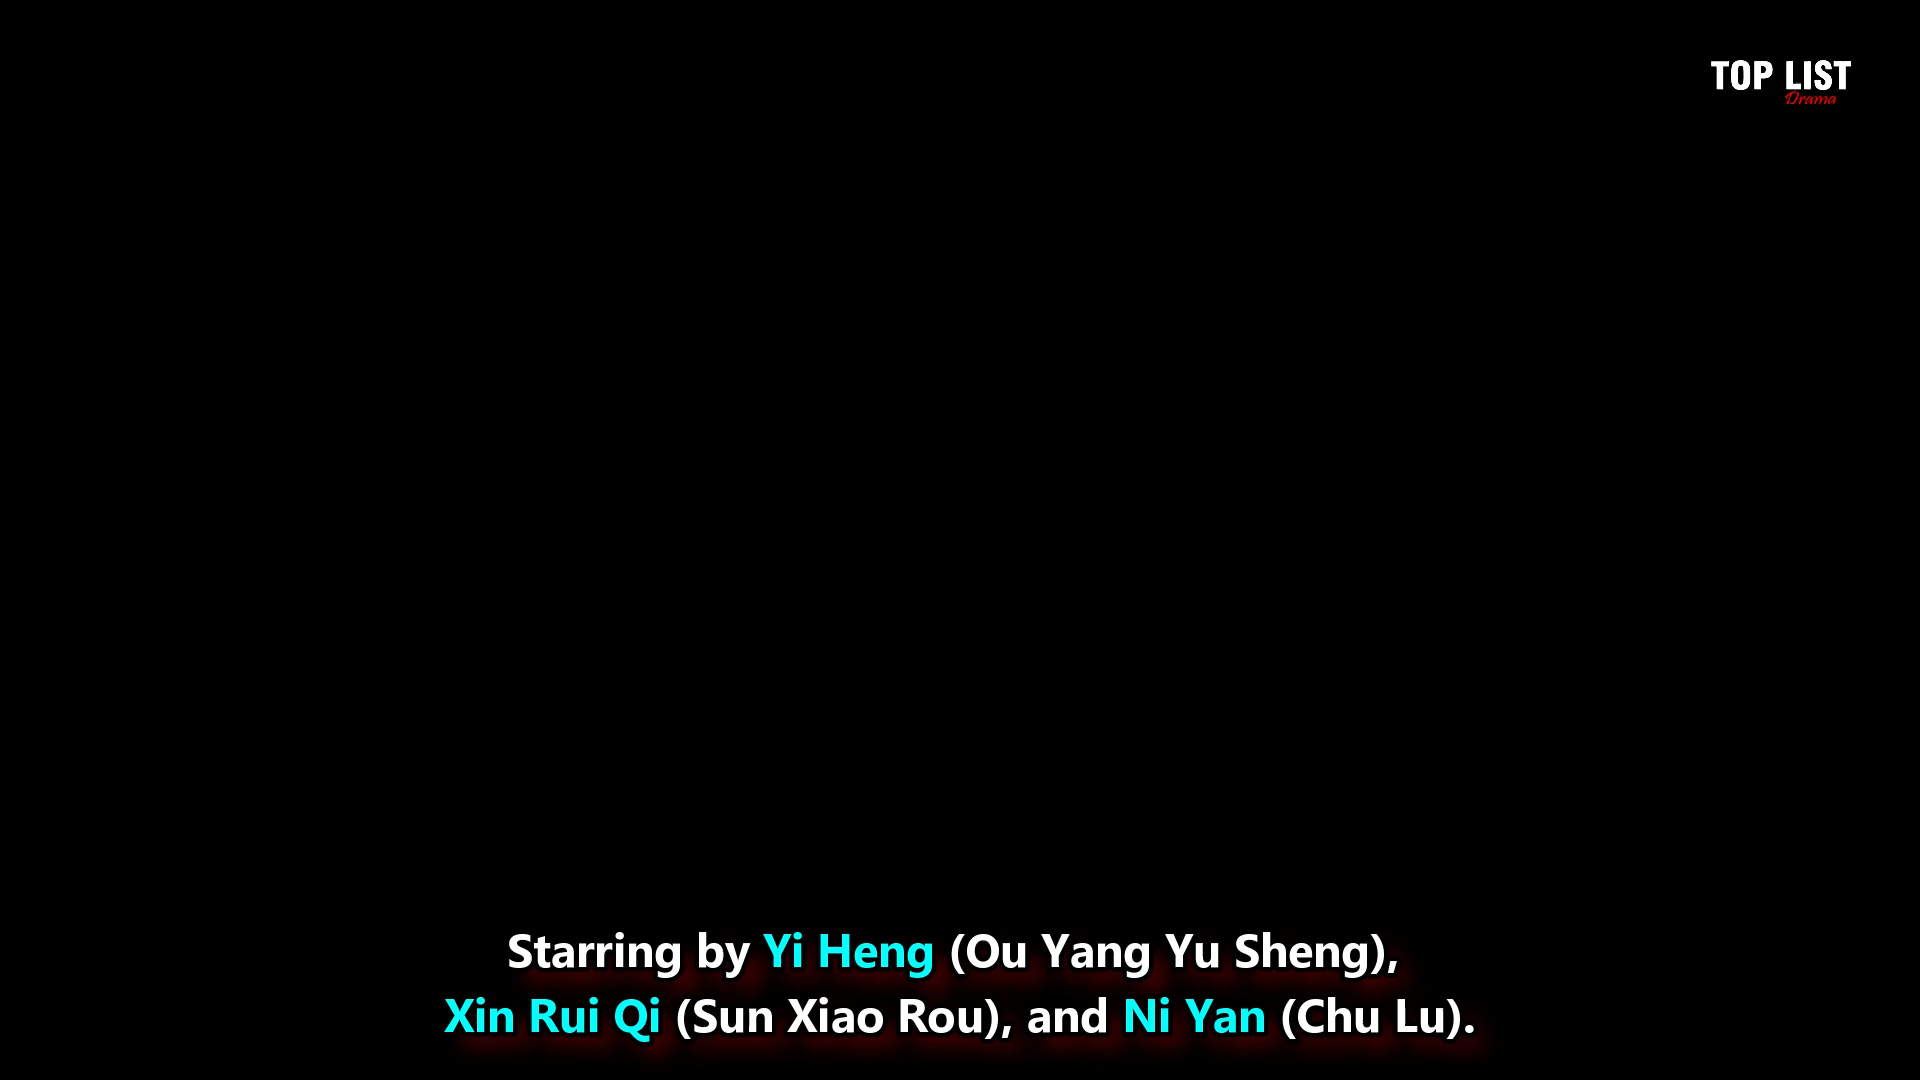 TOP LIST
Drama
Starring by Yi Heng (Ou Yang Yu Sheng),
Xin Rui Qi (Sun Xiao Rou), and Ni Yan (Chu Lu).